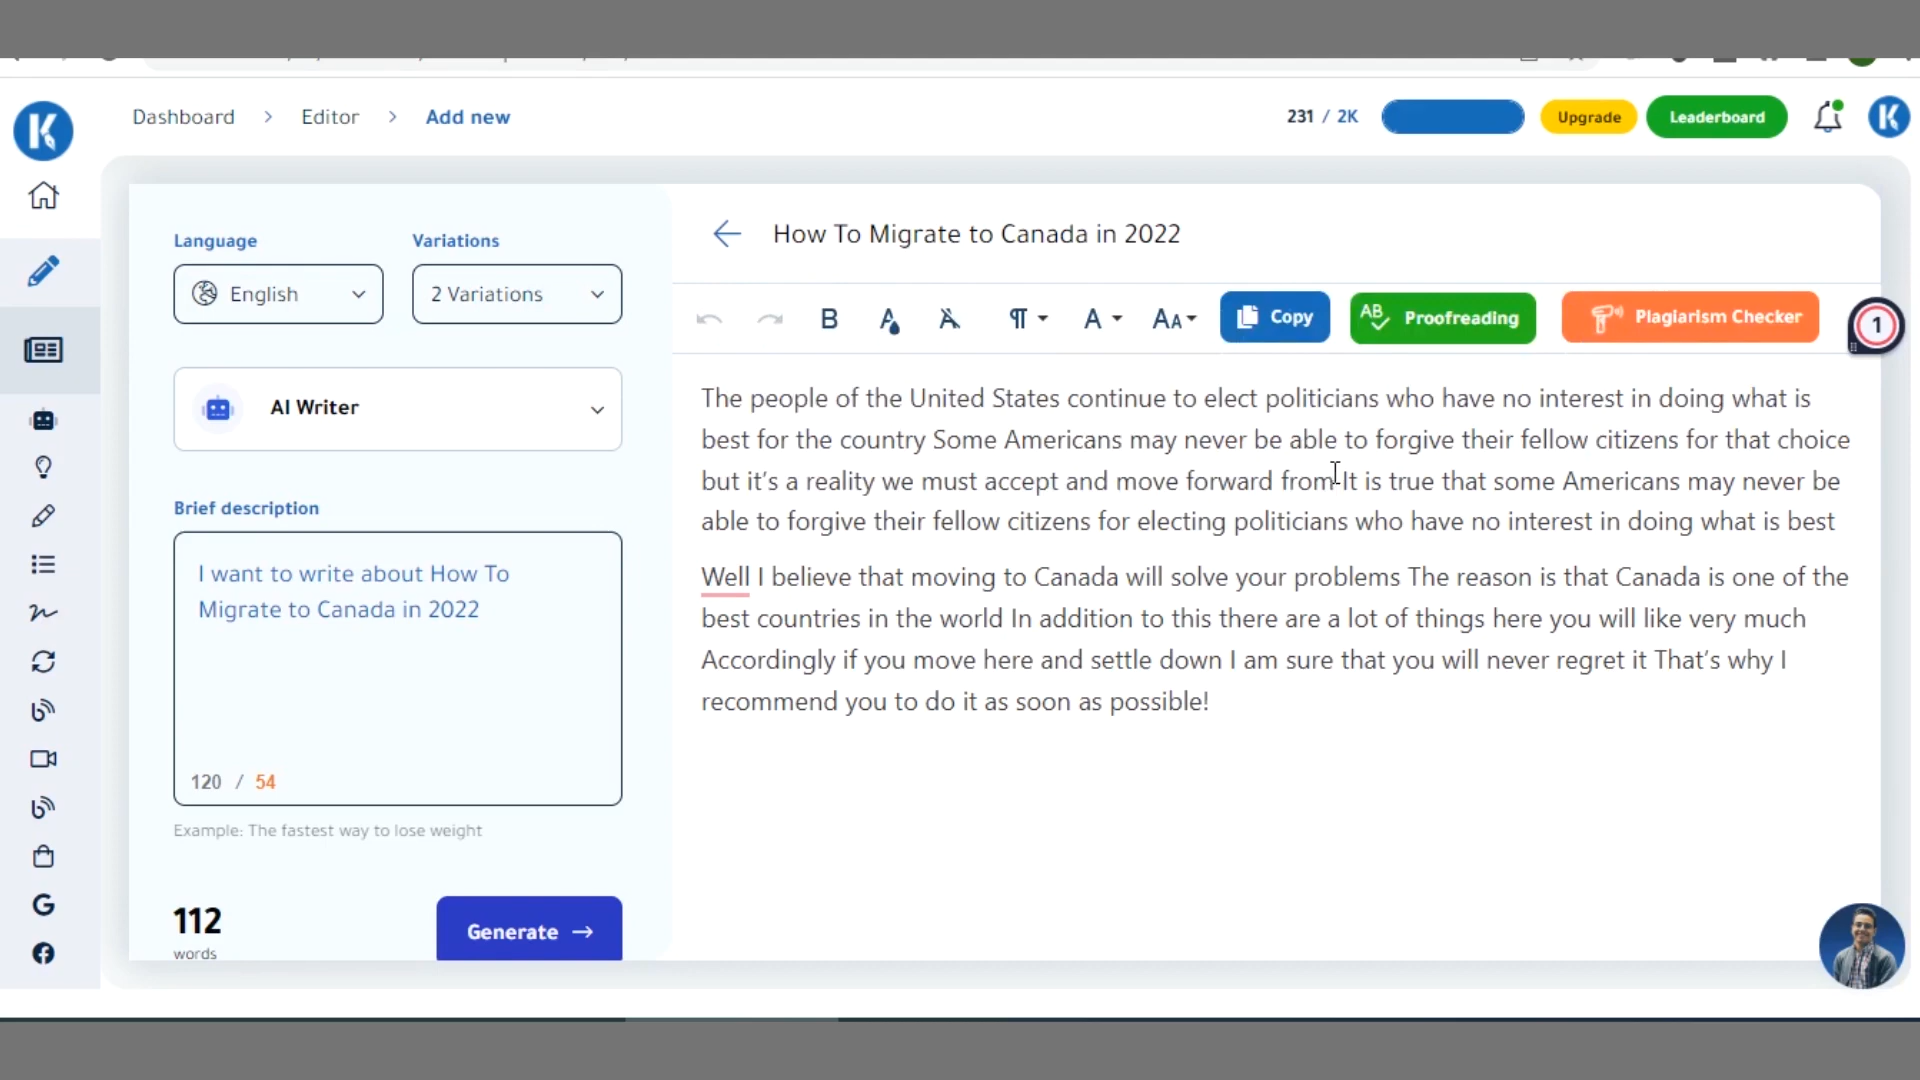 Dashboard > Editor > Add new
231 / 2K
Upgrade
Leaderboard
Language
Variations
English
2 Variations
AI Writer
Brief description
I want to write about How To
Migrate to Canada in 2022
120 / 54
Example: The fastest way to lose weight
112
words
Generate →
How To Migrate to Canada in 2022
Copy
Proofreading
Plagiarism Checker
1
The people of the United States continue to elect politicians who have no interest in doing what is
best for the country Some Americans may never be able to forgive their fellow citizens for that choice
but it's a reality we must accept and move forward from It is true that some Americans may never be
able to forgive their fellow citizens for electing politicians who have no interest in doing what is best
Well I believe that moving to Canada will solve your problems The reason is that Canada is one of the
best countries in the world In addition to this there are a lot of things here you will like very much
Accordingly if you move here and settle down I am sure that you will never regret it That's why I
recommend you to do it as soon as possible!